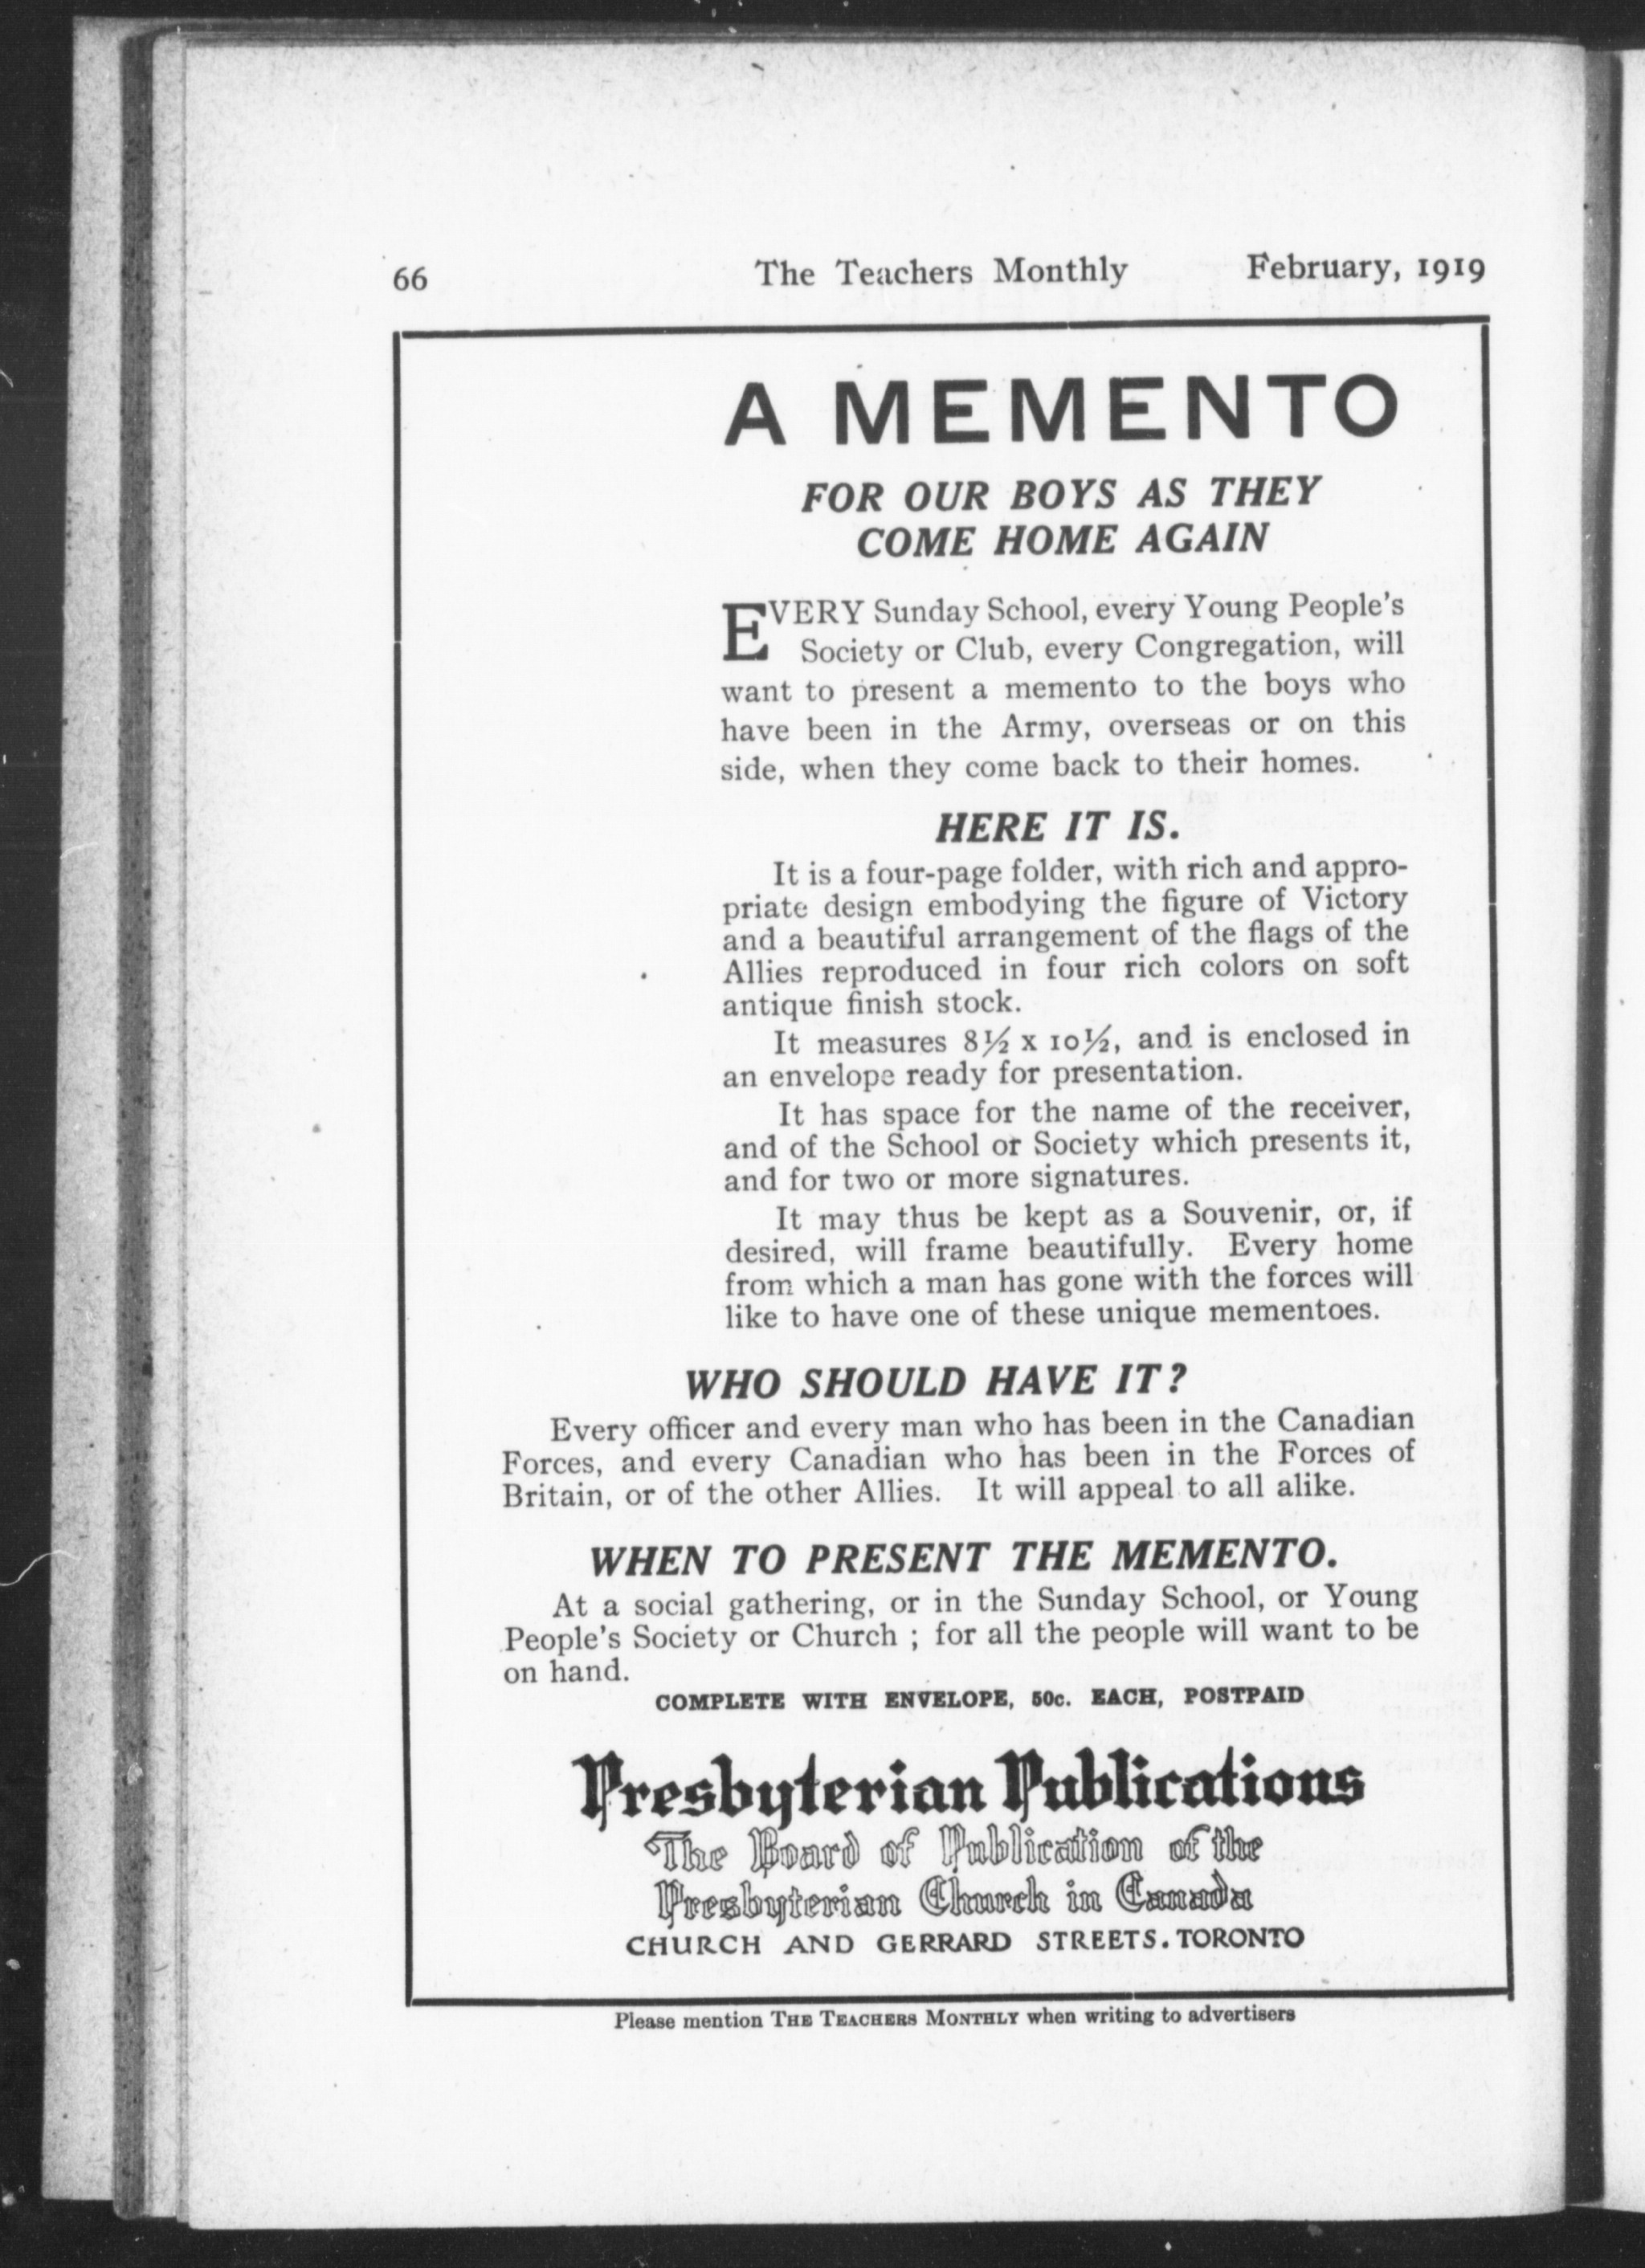 66 The Teachers Monthly February, 1919
A MEMENTO
FOR OUR BOYS AS THEY
COME HOME AGAIN
EVERY Sunday School, every Young People's
Society or Club, every Congregation, will
want to present a memento to the boys who
have been in the Army, overseas or on this
side, when they come back to their homes.
HERE IT IS.
It is a four-page folder, with rich and appro-
priate design embodying the figure of Victory
and a beautiful arrangement of the flags of the
Allies reproduced in four rich colors on soft
antique finish stock.
It measures 8½ x 10½, and is enclosed in
an envelope ready for presentation.
It has space for the name of the receiver,
and of the School or Society which presents it,
and for two or more signatures.
It may thus be kept as a Souvenir, or, if
desired, will frame beautifully. Every home
from which a man has gone with the forces will
like to have one of these unique mementoes.
WHO SHOULD HAVE IT?
Every officer and every man who has been in the Canadian
Forces, and every Canadian who has been in the Forces of
Britain, or of the other Allies. It will appeal to all alike.
WHEN TO PRESENT THE MEMENTO.
At a social gathering, or in the Sunday School, or Young
People's Society or Church ; for all the people will want to be
on hand.
COMPLETE WITH ENVELOPE, 50c. EACH, POSTPAID
Presbyterian Publications
The Board of Publication of the
Presbyterian Church in Canada
CHURCH AND GERRARD STREETS. TORONTO
Please mention THE TEACHERS MONTHLY when writing to advertisers